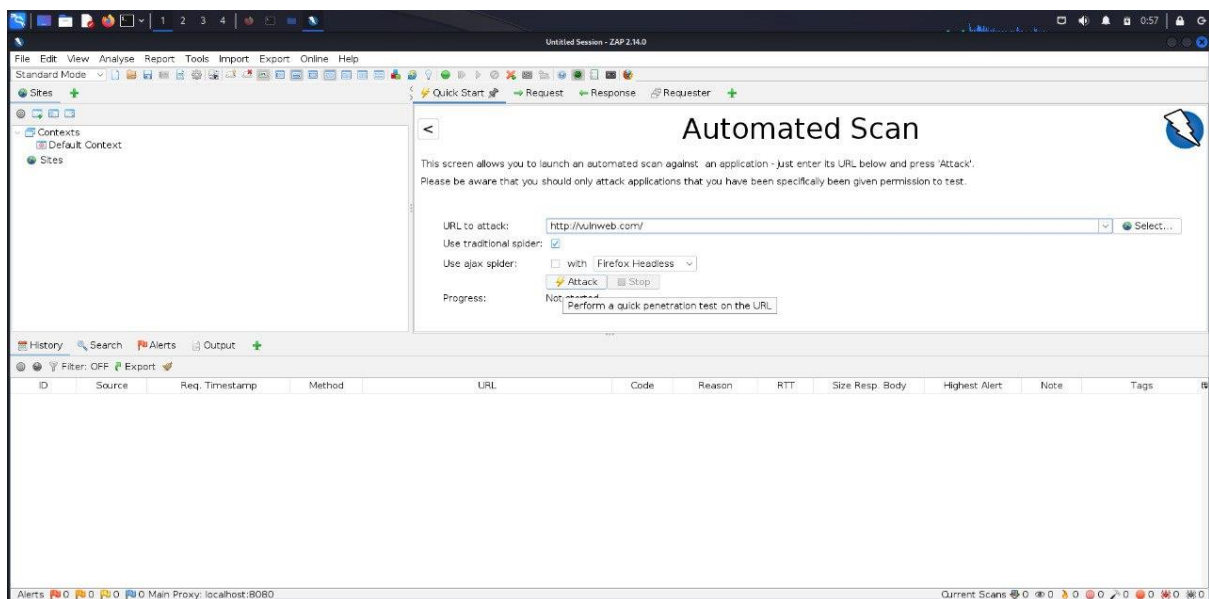 1 2 3 4
0:57
Untitled Session - ZAP 2.14.0
File Edit View Analyse Report Tools Import Export Online Help
Standard Mode
Sites
Quick Start Request Response Requester
Contexts
Default Context
Sites
<
Automated Scan
This screen allows you to launch an automated scan against an application - just enter its URL below and press 'Attack'.
Please be aware that you should only attack applications that you have been specifically been given permission to test.
URL to attack: http://vulnweb.com/ Select...
Use traditional spider:
Use ajax spider: with Firefox Headless
Attack Stop
Progress: Not started
Perform a quick penetration test on the URL
History Search Alerts Output
Filter: OFF Export
ID Source Req. Timestamp Method URL Code Reason RTT Size Resp. Body Highest Alert Note Tags
Alerts 0 0 0 0 Main Proxy: localhost:8080 Current Scans 0 0 0 0 0 0 0 0